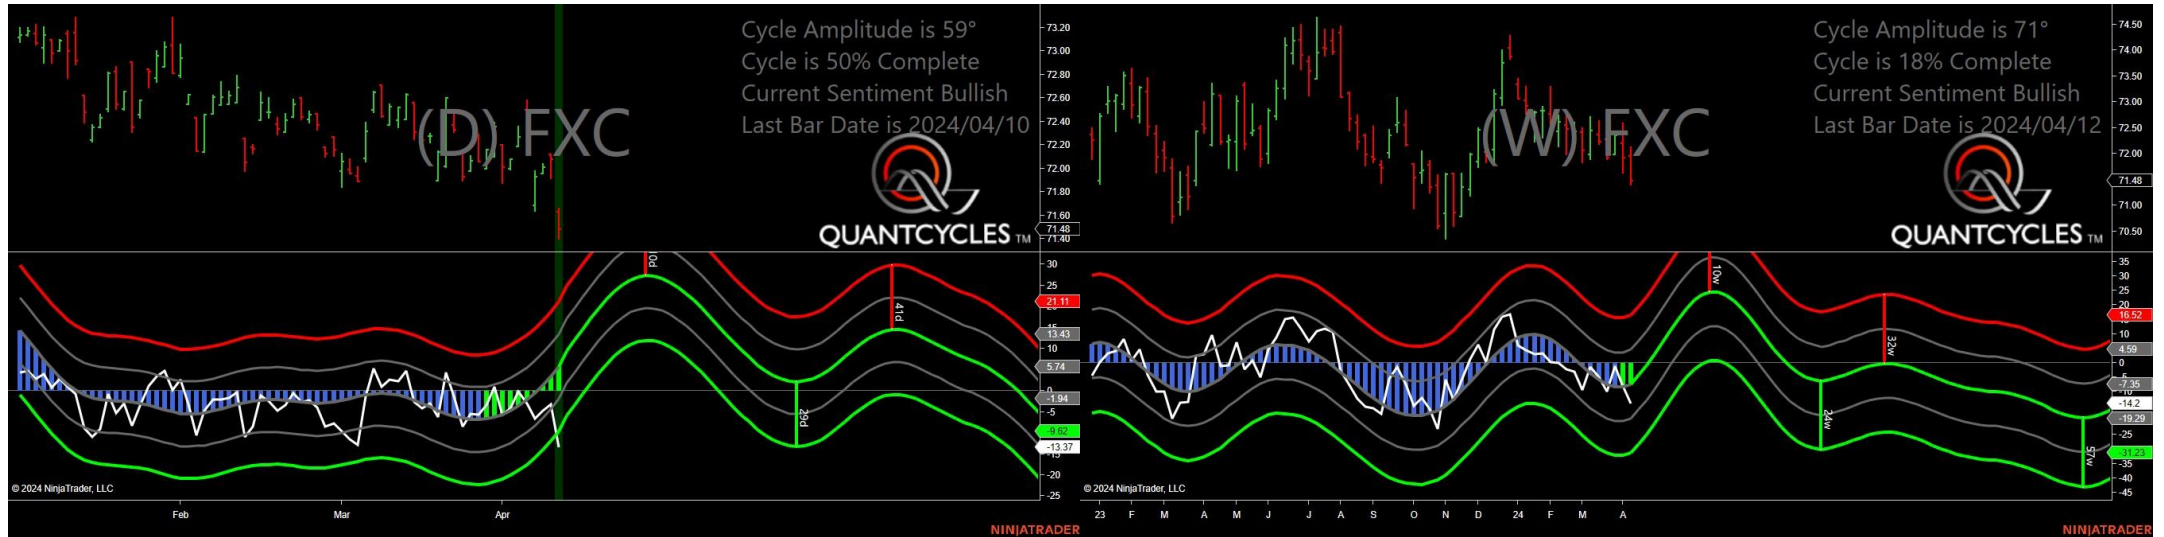 Cycle Amplitude is 59°
Cycle is 50% Complete
Current Sentiment Bullish
Last Bar Date is 2024/04/10
(D) FXC
QUANTCYCLES TM
73.20
73.00
72.80
72.60
72.40
72.20
72.00
71.80
71.60
71.48
71.40
10d
41d
29d
30
25
21.11
15
13.43
10
5.74
0
-1.94
-5
-9.62
-13.37
-15
-20
-25
© 2024 NinjaTrader, LLC
Feb Mar Apr
NINJATRADER
Cycle Amplitude is 71°
Cycle is 18% Complete
Current Sentiment Bullish
Last Bar Date is 2024/04/12
(W) FXC
QUANTCYCLES TM
74.50
74.00
73.50
73.00
72.50
72.00
71.48
71.00
70.50
10w
32w
24w
57w
35
30
25
20
16.52
10
4.59
0
-5
-7.35
-14.2
-19.29
-25
-31.23
-35
-40
-45
© 2024 NinjaTrader, LLC
23 F M A M J J A S O N D 24 F M A
NINJATRADER